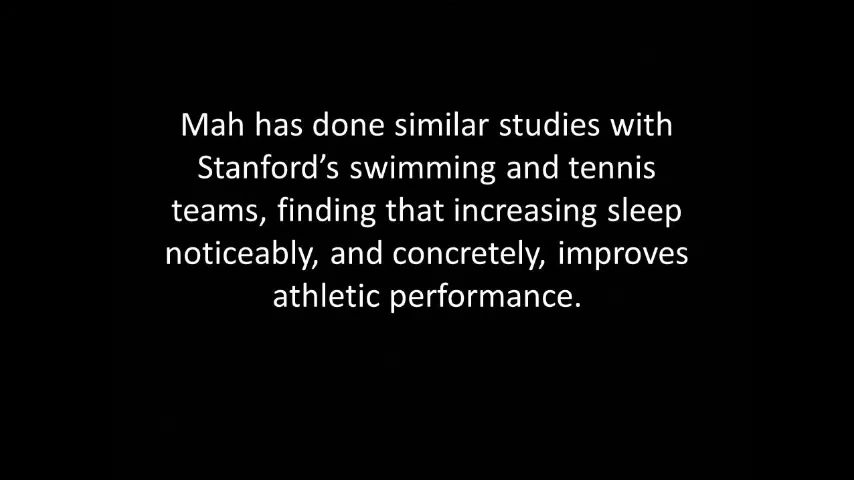 Mah has done similar studies with
Stanford’s swimming and tennis
teams, finding that increasing sleep
noticeably, and concretely, improves
athletic performance.